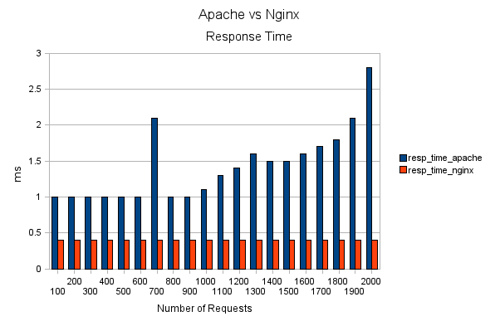 Apache vs Nginx
Response Time
3
2.5
2
1.5
1
0.5
0
ms
resp_time_apache
resp_time_nginx
200 400 600 800 1000 1200 1400 1600 1800 2000
100 300 500 700 900 1100 1300 1500 1700 1900
Number of Requests